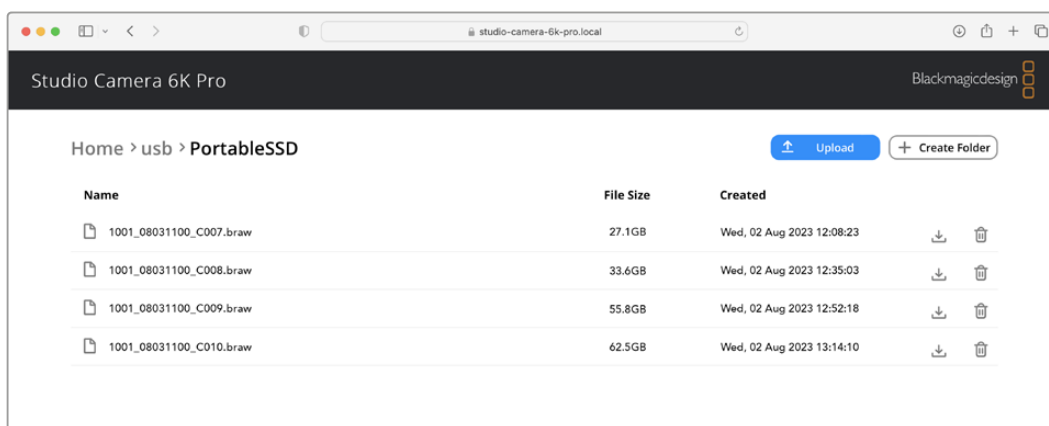 studio-camera-6k-pro.local
Studio Camera 6K Pro
Blackmagicdesign
Home > usb > PortableSSD
Upload
+ Create Folder
Name File Size Created
1001_08031100_C007.braw 27.1GB Wed, 02 Aug 2023 12:08:23
1001_08031100_C008.braw 33.6GB Wed, 02 Aug 2023 12:35:03
1001_08031100_C009.braw 55.8GB Wed, 02 Aug 2023 12:52:18
1001_08031100_C010.braw 62.5GB Wed, 02 Aug 2023 13:14:10